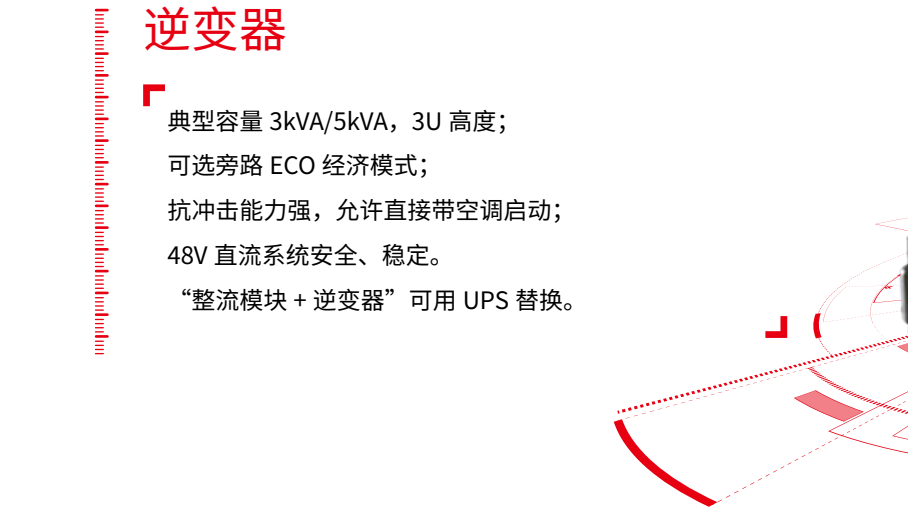 逆变器
典型容量 3kVA/5kVA，3U 高度；
可选旁路 ECO 经济模式；
抗冲击能力强，允许直接带空调启动；
48V 直流系统安全、稳定。
“整流模块 + 逆变器”可用 UPS 替换。